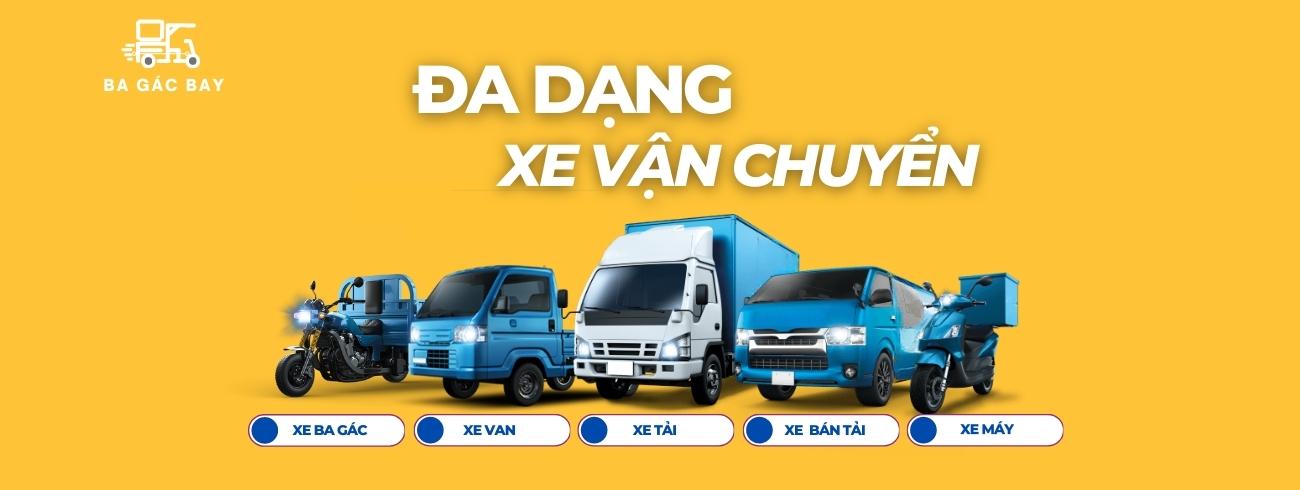 BA GÁC BAY
ĐA DẠNG
XE VẬN CHUYỂN
XE BA GÁC
XE VAN
XE TẢI
XE BÁN TẢI
XE MÁY